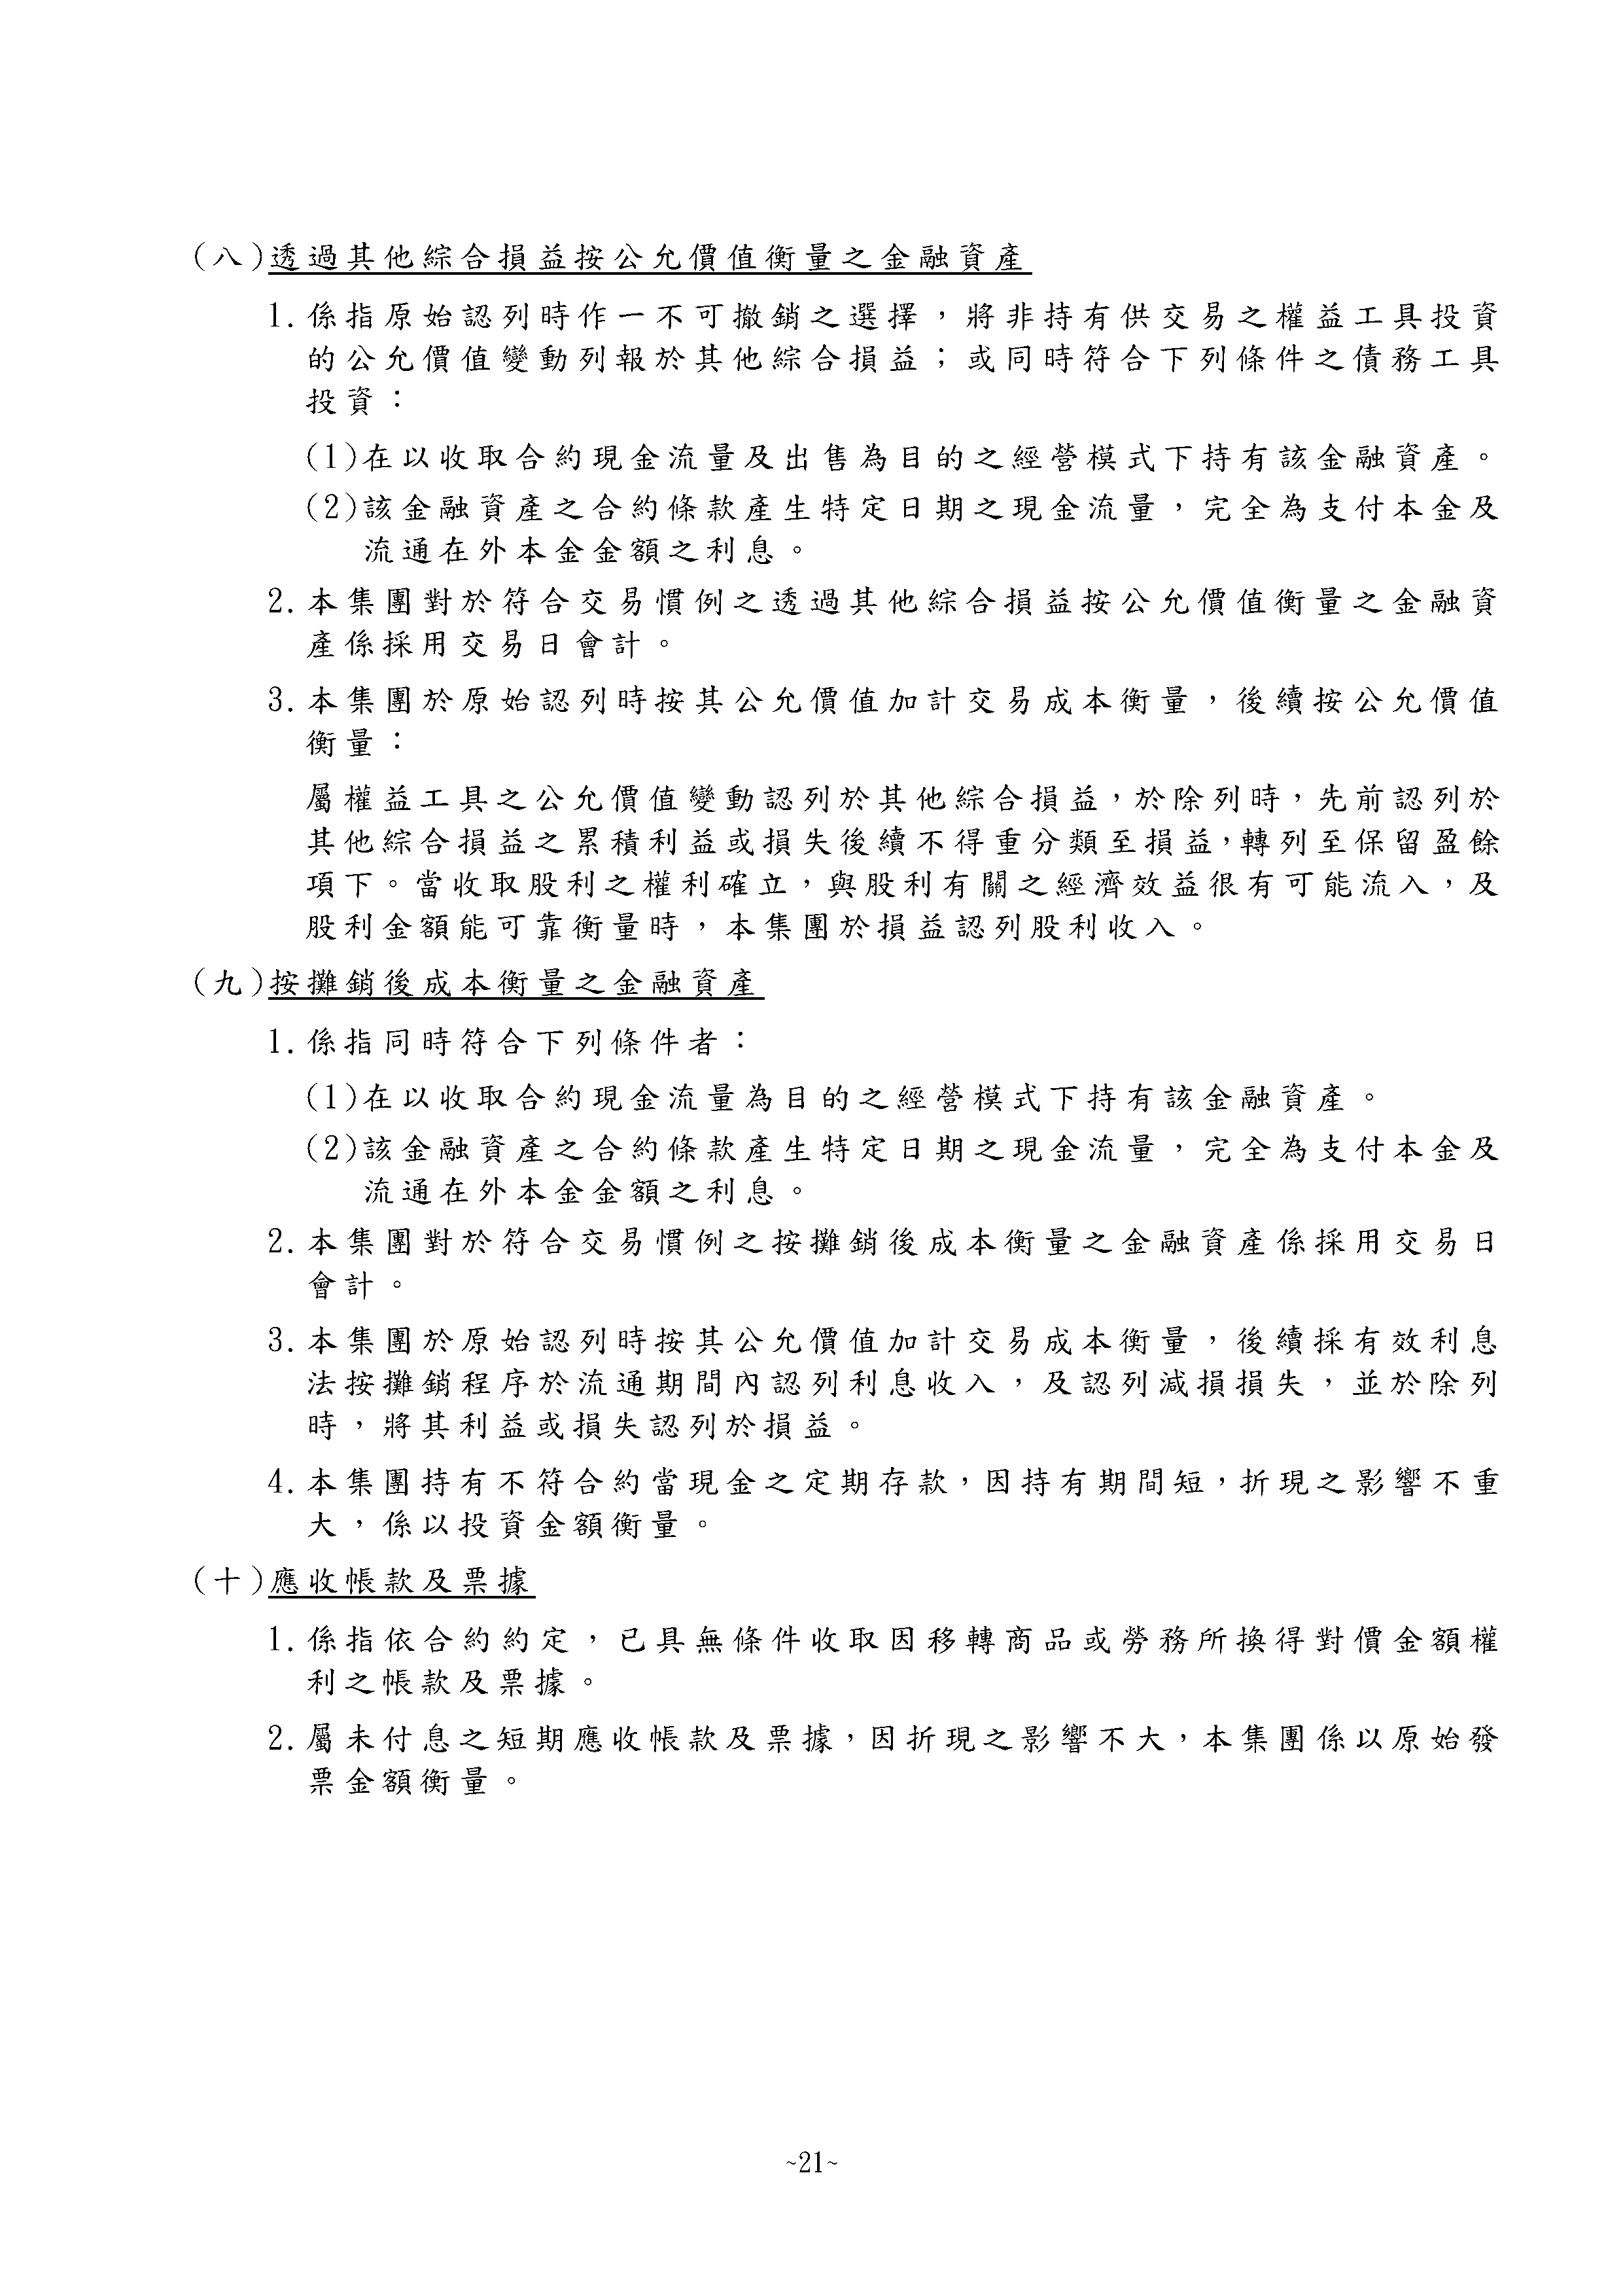 (八)透過其他綜合損益按公允價值衡量之金融資產
1.係指原始認列時作一不可撤銷之選擇，將非持有供交易之權益工具投資
的公允價值變動列報於其他綜合損益；或同時符合下列條件之債務工具
投資：
(1)在以收取合約現金流量及出售為目的之經營模式下持有該金融資產。
(2)該金融資產之合約條款產生特定日期之現金流量，完全為支付本金及
流通在外本金金額之利息。
2.本集團對於符合交易慣例之透過其他綜合損益按公允價值衡量之金融資
產係採用交易日會計。
3.本集團於原始認列時按其公允價值加計交易成本衡量，後續按公允價值
衡量：
屬權益工具之公允價值變動認列於其他綜合損益，於除列時，先前認列於
其他綜合損益之累積利益或損失後續不得重分類至損益，轉列至保留盈餘
項下。當收取股利之權利確立，與股利有關之經濟效益很有可能流入，及
股利金額能可靠衡量時，本集團於損益認列股利收入。
(九)按攤銷後成本衡量之金融資產
1.係指同時符合下列條件者：
(1)在以收取合約現金流量為目的之經營模式下持有該金融資產。
(2)該金融資產之合約條款產生特定日期之現金流量，完全為支付本金及
流通在外本金金額之利息。
2.本集團對於符合交易慣例之按攤銷後成本衡量之金融資產係採用交易日
會計。
3.本集團於原始認列時按其公允價值加計交易成本衡量，後續採有效利息
法按攤銷程序於流通期間內認列利息收入，及認列減損損失，並於除列
時，將其利益或損失認列於損益。
4.本集團持有不符合約當現金之定期存款，因持有期間短，折現之影響不重
大，係以投資金額衡量。
(十)應收帳款及票據
1.係指依合約約定，已具無條件收取因移轉商品或勞務所換得對價金額權
利之帳款及票據。
2.屬未付息之短期應收帳款及票據，因折現之影響不大，本集團係以原始發
票金額衡量。
~21~